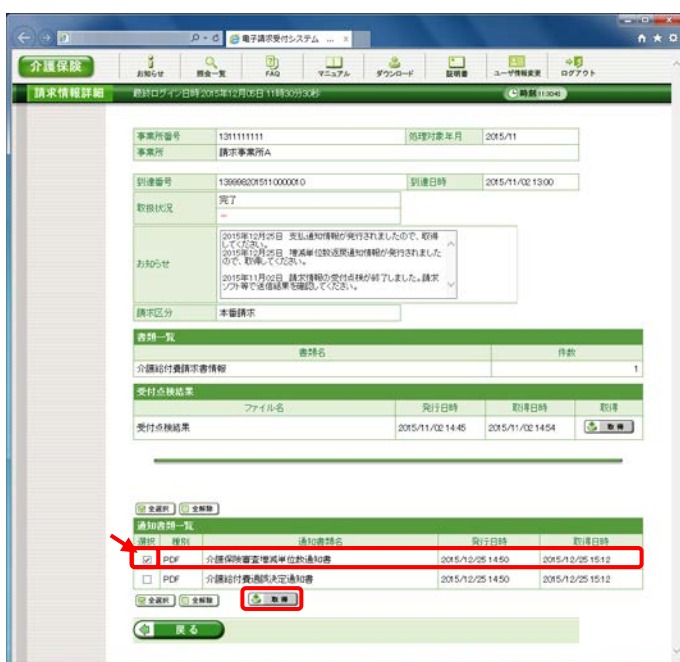 電子請求受付システム ...
介護保険
お知らせ 照会一覧 FAQ マニュアル ダウンロード 証明書 ユーザ情報変更 ログアウト
請求情報詳細 最終ログイン日時 2015年12月05日 11時30分30秒 時刻 11:30:46
事業所番号 1311111111 処理対象年月 2015/11
事業所 請求事業所A
到達番号 到達日時 2015/11/02 13:00
取扱状況 完了
--
お知らせ
2015年12月25日 支払通知情報が発行されましたので、取得
してください。
2015年12月25日 増減単位数返戻通知情報が発行されました
ので、取得してください。
2015年11月02日 請求情報の受付点検が終了しました。請求
ソフト等で送信結果を確認してください。
請求区分 本番請求
書類一覧
書類名 件数
介護給付費請求書情報 1
受付点検結果
ファイル名 発行日時 取得日時 取得
受付点検結果 2015/11/02 14:45 2015/11/02 14:54 取得
全選択 全解除
通知書類一覧
選択 種別 通知書類名 発行日時 取得日時
PDF 介護保険審査増減単位数通知書 2015/12/25 14:50 2015/12/25 15:12
PDF 介護給付費過誤決定通知書 2015/12/25 14:50 2015/12/25 15:12
全選択 全解除 取得
戻る